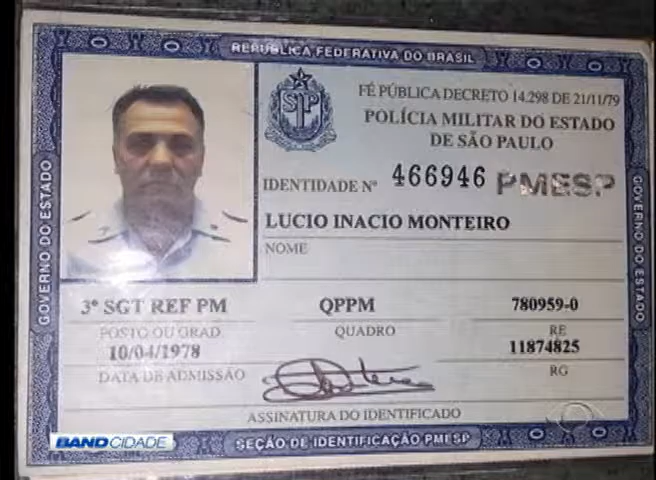 REPÚBLICA FEDERATIVA DO BRASIL
GOVERNO DO ESTADO
GOVERNO DO ESTADO
SP
FÉ PÚBLICA DECRETO 14.298 DE 21/11/79
POLÍCIA MILITAR DO ESTADO
DE SÃO PAULO
IDENTIDADE Nº 466946 PMESP
LUCIO INACIO MONTEIRO
NOME
3º SGT REF PM QPPM 780959-0
POSTO OU GRAD QUADRO RE
10/04/1978 11874825
DATA DE ADMISSÃO RG
ASSINATURA DO IDENTIFICADO
BAND CIDADE
SEÇÃO DE IDENTIFICAÇÃO PMESP